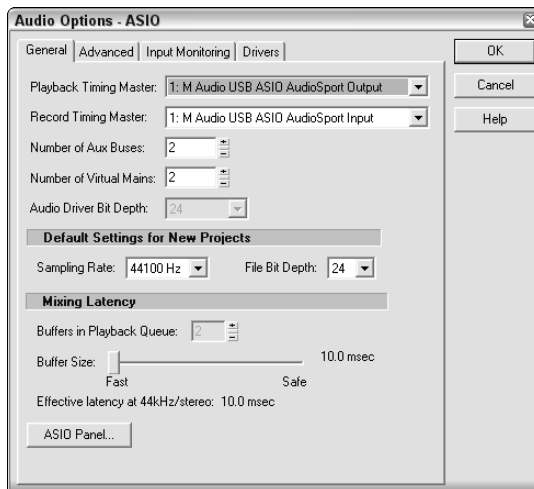 Audio Options - ASIO
General Advanced Input Monitoring Drivers
OK
Cancel
Help
Playback Timing Master: 1: M Audio USB ASIO AudioSport Output
Record Timing Master: 1: M Audio USB ASIO AudioSport Input
Number of Aux Buses: 2
Number of Virtual Mains: 2
Audio Driver Bit Depth: 24
Default Settings for New Projects
Sampling Rate: 44100 Hz File Bit Depth: 24
Mixing Latency
Buffers in Playback Queue: 2
Buffer Size: 10.0 msec
Fast Safe
Effective latency at 44kHz/stereo: 10.0 msec
ASIO Panel...